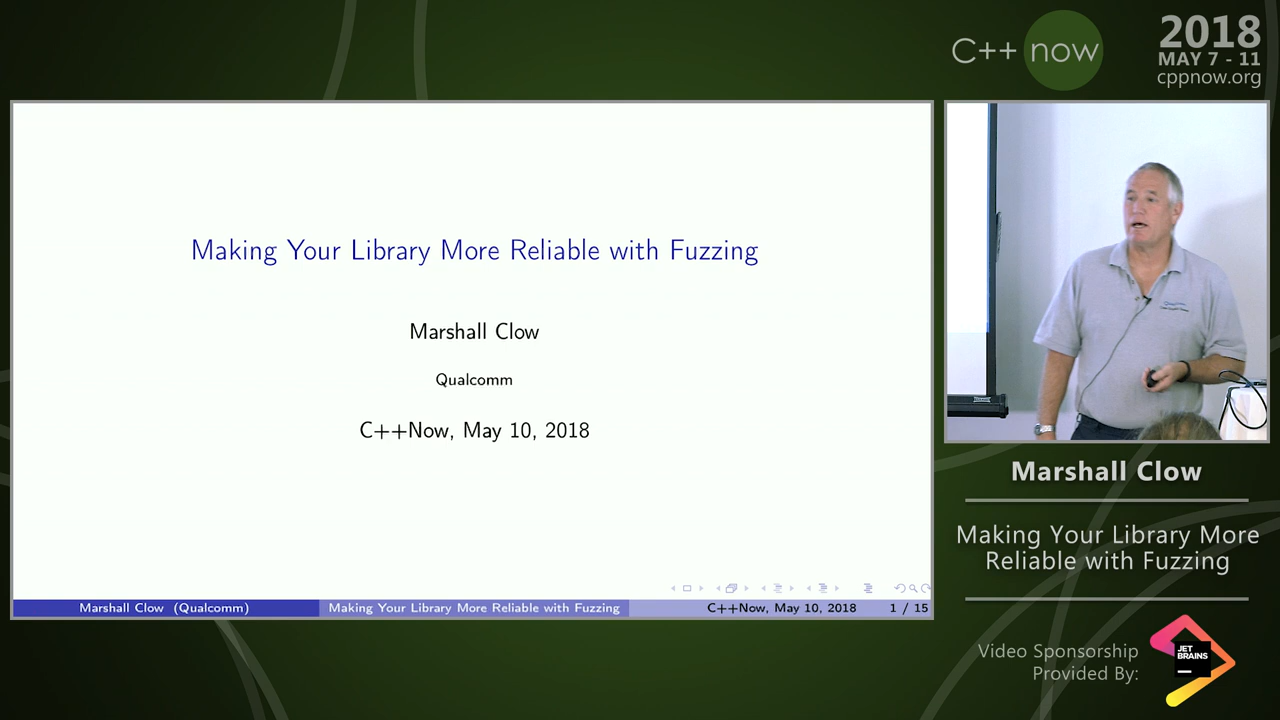 C++ now
2018
MAY 7 - 11
cppnow.org
Making Your Library More Reliable with Fuzzing
Marshall Clow
Qualcomm
C++Now, May 10, 2018
Marshall Clow (Qualcomm)
Making Your Library More Reliable with Fuzzing
C++Now, May 10, 2018
1 / 15
Marshall Clow
Making Your Library More
Reliable with Fuzzing
Video Sponsorship
Provided By:
JET
BRAINS